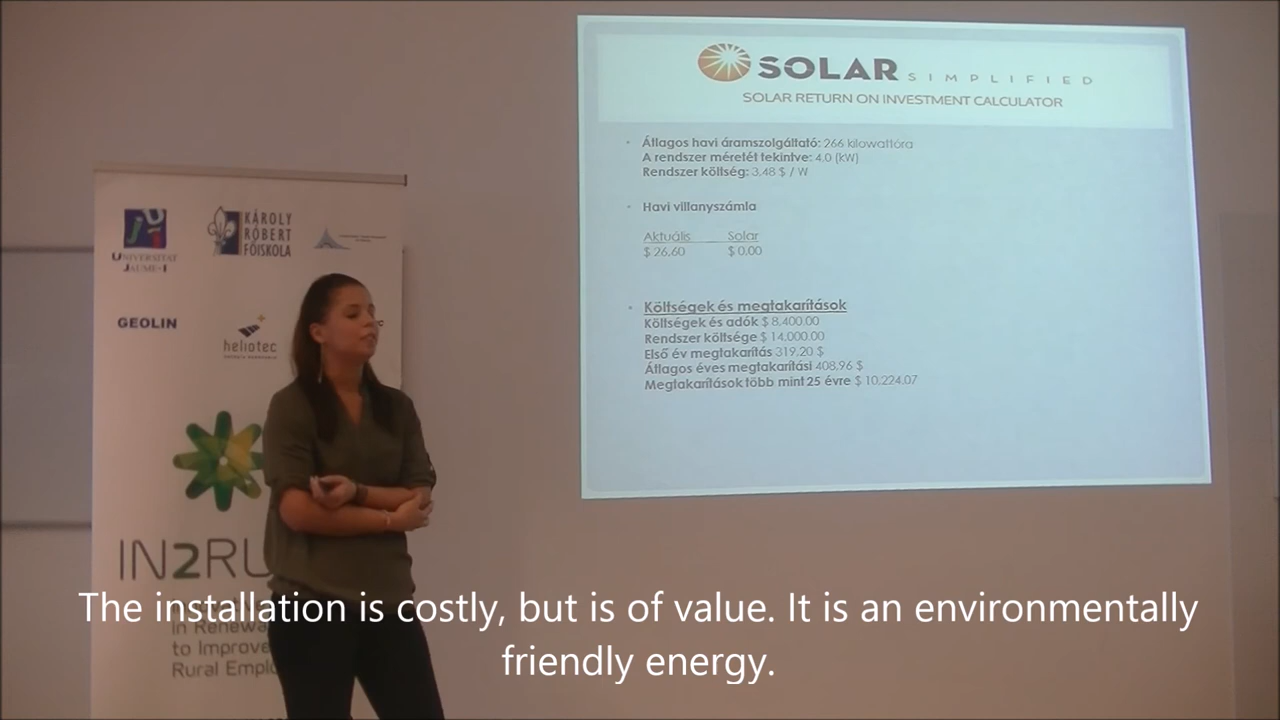 SOLAR SIMPLIFIED
SOLAR RETURN ON INVESTMENT CALCULATOR
• Átlagos havi áramszolgáltató: 266 kilowattóra
A rendszer méretét tekintve: 4.0 (kW)
Rendszer költség: 3.48 $ / W
• Havi villanyszámla
Aktuális Solar
$ 26,60 $ 0.00
• Költségek és megtakarítások
Költségek és adók $ 8.400.00
Rendszer költsége $ 14.000.00
Első év megtakarítás 319.20 $
Átlagos éves megtakarítási 408,96 $
Megtakarítások több mint 25 évre $ 10.224.07
UNIVERSITAT
JAUME·I
KÁROLY
RÓBERT
FŐISKOLA
GEOLIN
heliotec
IN2RU
in Renewa
to Improve
Rural Emplo
The installation is costly, but is of value. It is an environmentally
friendly energy.